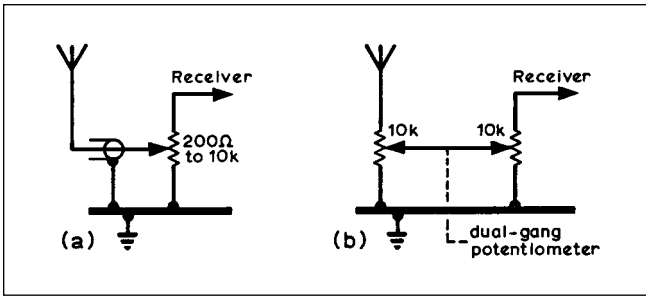 Receiver
200Ω
to 10k
(a)
Receiver
10k
10k
(b)
dual-gang
potentiometer